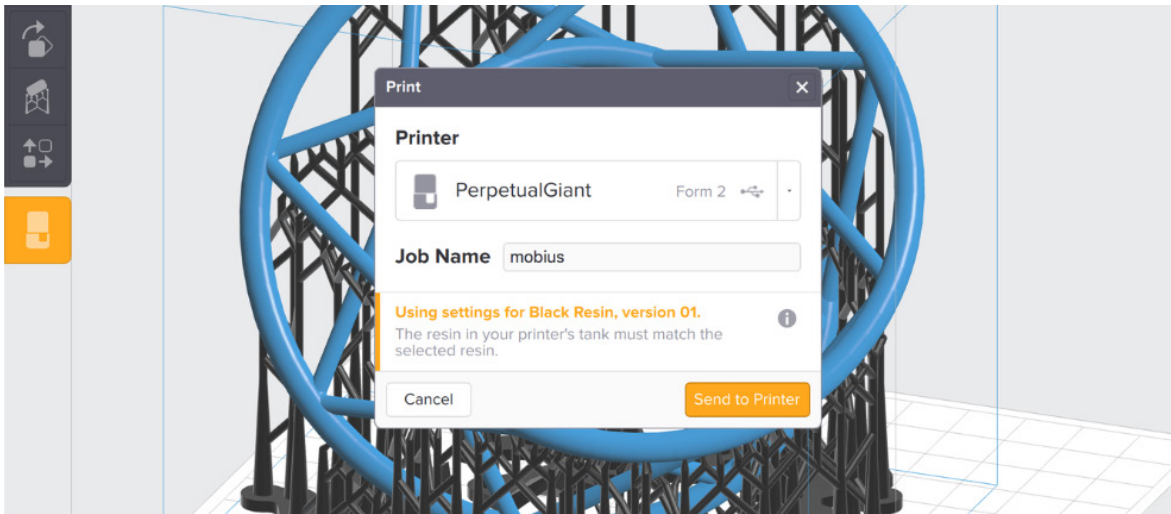 Print
Printer
PerpetualGiant Form 2
Job Name mobius
Using settings for Black Resin, version 01.
The resin in your printer's tank must match the
selected resin.
Cancel Send to Printer